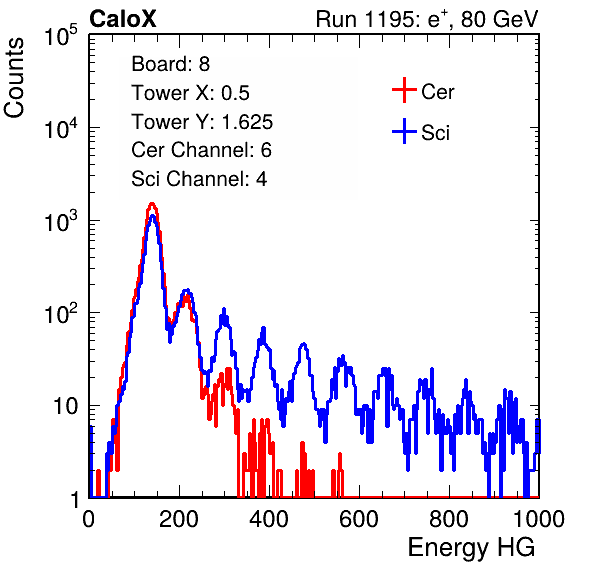 CaloX Run 1195: e⁺, 80 GeV
Counts
10⁵
10⁴
10³
10²
10
1
Board: 8
Tower X: 0.5
Tower Y: 1.625
Cer Channel: 6
Sci Channel: 4
Cer
Sci
0 200 400 600 800 1000
Energy HG